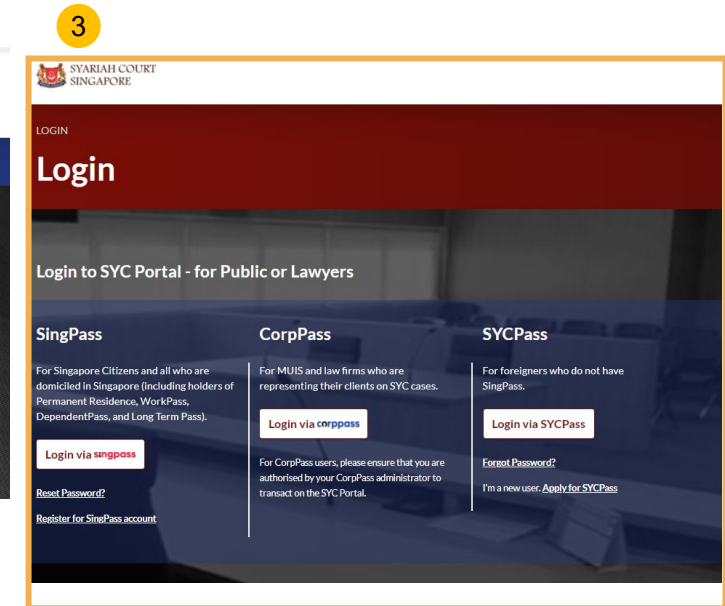 3
SYARIAH COURT
SINGAPORE
LOGIN
Login
Login to SYC Portal - for Public or Lawyers
SingPass
For Singapore Citizens and all who are
domiciled in Singapore (including holders of
Permanent Residence, WorkPass,
DependentPass, and Long Term Pass).
Login via singpass
Reset Password?
Register for SingPass account
CorpPass
For MUIS and law firms who are
representing their clients on SYC cases.
Login via corppass
For CorpPass users, please ensure that you are
authorised by your CorpPass administrator to
transact on the SYC Portal.
SYCPass
For foreigners who do not have
SingPass.
Login via SYCPass
Forgot Password?
I'm a new user. Apply for SYCPass